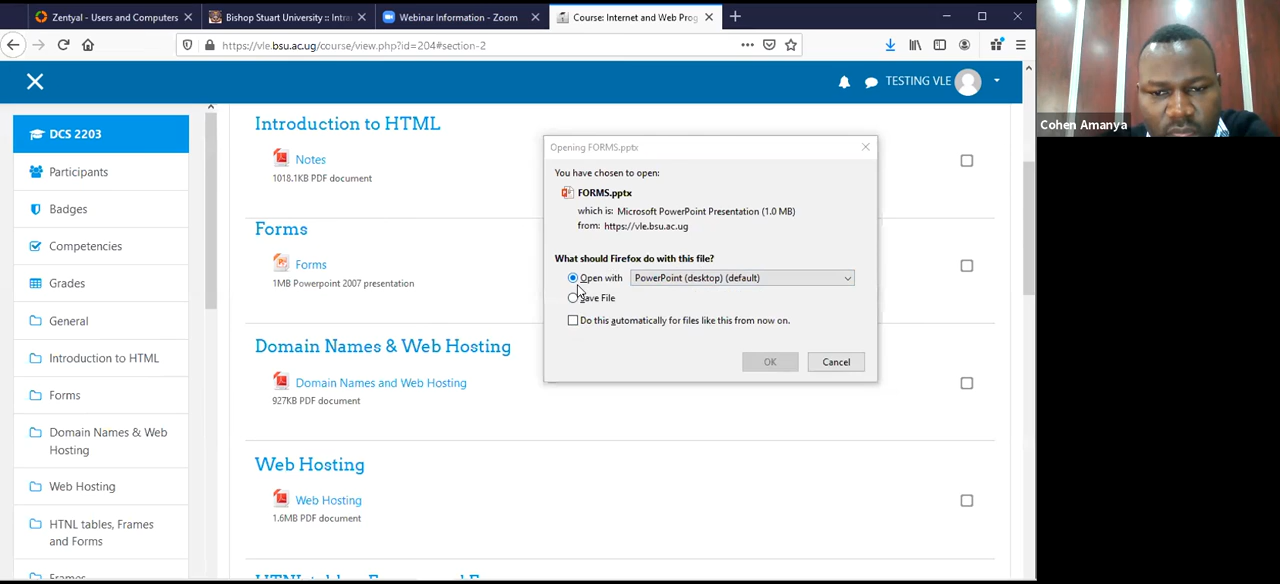 Zentyal - Users and Computers
Bishop Stuart University :: Intran
Webinar Information - Zoom
Course: Internet and Web Prog
https://vle.bsu.ac.ug/course/view.php?id=204#section-2
TESTING VLE
DCS 2203
Participants
Badges
Competencies
Grades
General
Introduction to HTML
Forms
Domain Names & Web
Hosting
Web Hosting
HTNL tables, Frames
and Forms
Frames
Introduction to HTML
Notes
1018.1KB PDF document
Forms
Forms
1MB Powerpoint 2007 presentation
Domain Names & Web Hosting
Domain Names and Web Hosting
927KB PDF document
Web Hosting
Web Hosting
1.6MB PDF document
Opening FORMS.pptx
You have chosen to open:
FORMS.pptx
which is: Microsoft PowerPoint Presentation (1.0 MB)
from: https://vle.bsu.ac.ug
What should Firefox do with this file?
Open with PowerPoint (desktop) (default)
Save File
Do this automatically for files like this from now on.
OK Cancel
Cohen Amanya